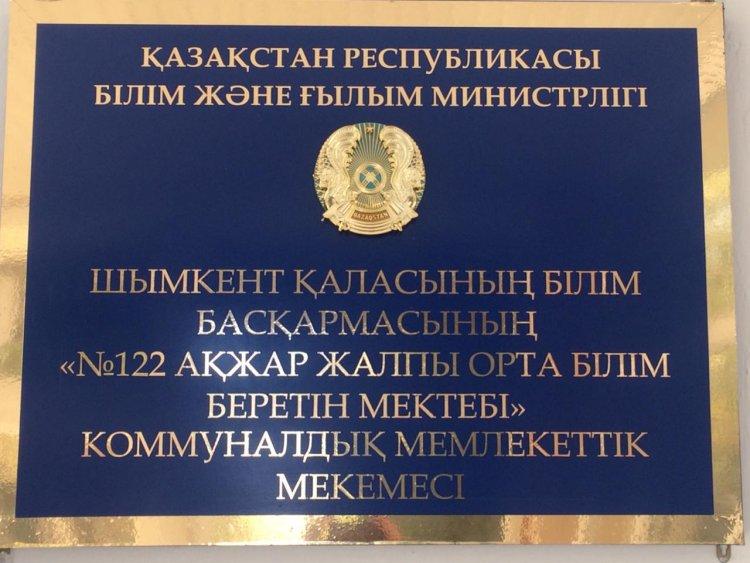 ҚАЗАҚСТАН РЕСПУБЛИКАСЫ
БІЛІМ ЖӘНЕ ҒЫЛЫМ МИНИСТРЛІГІ
QAZAQSTAN
ШЫМКЕНТ ҚАЛАСЫНЫҢ БІЛІМ
БАСҚАРМАСЫНЫҢ
«№122 АҚЖАР ЖАЛПЫ ОРТА БІЛІМ
БЕРЕТІН МЕКТЕБІ»
КОММУНАЛДЫҚ МЕМЛЕКЕТТІК
МЕКЕМЕСІ